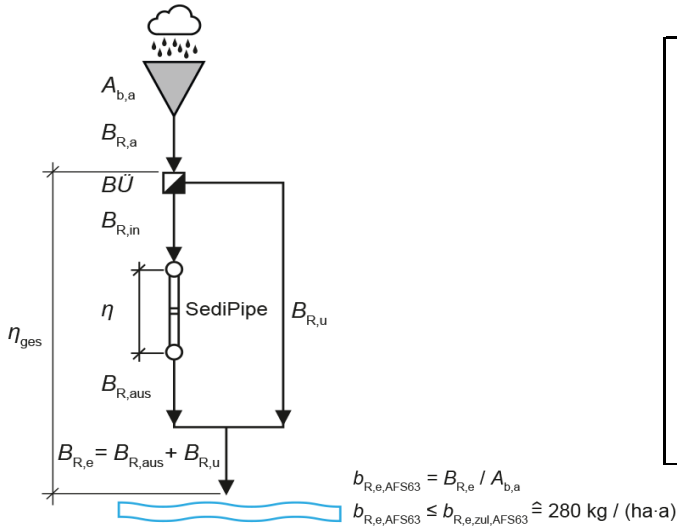 A_b,a
B_R,a
BÜ
B_R,in
η
SediPipe
B_R,u
η_ges
B_R,aus
B_R,e = B_R,aus + B_R,u
b_R,e,AFS63 = B_R,e / A_b,a
b_R,e,AFS63 ≤ b_R,e,zul,AFS63 ≙ 280 kg / (ha·a)